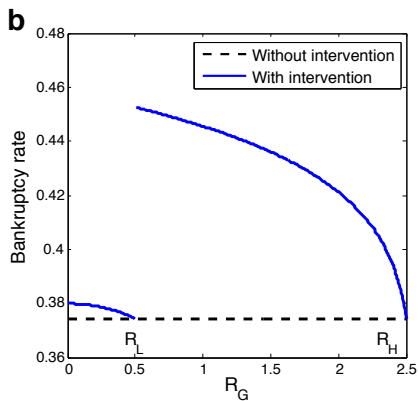 b
0.48
0.46
0.44
0.42
0.4
0.38
0.36
Bankruptcy rate
Without intervention
With intervention
R_L
R_H
0 0.5 1 1.5 2 2.5
R_G